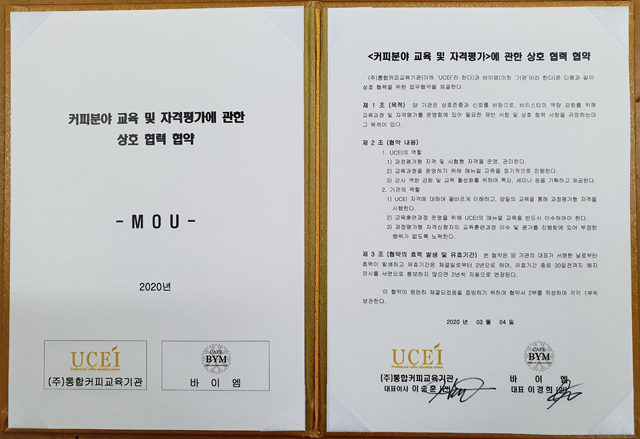 커피분야 교육 및 자격평가에 관한
상호 협력 협약
- M O U -
2020년
UCEI
Professional coffee education system
(주)통합커피교육기관
CAFE
BYM
바 이 엠
<커피분야 교육 및 자격평가>에 관한 상호 협력 협약
(주)통합커피교육기관(이하 'UCEI'라 한다)과 바이엠(이하 '기관'이라 한다)은 다음과 같이
상호 협력을 위한 업무협약을 체결한다.
제 1 조 (목적) 양 기관은 상호존중과 신뢰를 바탕으로, 바리스타의 역량 강화를 위해
교육과정 및 자격평가를 운영함에 있어 필요한 제반 사항 및 상호 협력 사항을 규정하는데
그 목적이 있다.
제 2 조 (협약 내용)
1. UCEI의 역할
1) 과정평가형 자격 및 시험형 자격을 운영, 관리한다.
2) 교육과정을 운영하기 위해 매뉴얼 교육을 정기적으로 진행한다.
3) 강사 역량 강화 및 교육 활성화를 위하여 특강, 세미나 등을 기획하고 제공한다.
2. 기관의 역할
1) UCEI 자격에 대하여 올바르게 이해하고, 양질의 교육을 통해 과정평가형 자격을
시행한다.
2) 교육훈련과정 운영을 위해 UCEI의 매뉴얼 교육을 반드시 이수하여야 한다.
3) 과정평가형 자격신청자의 교육훈련과정 이수 및 평가를 진행함에 있어 부정한
행위가 없도록 노력한다.
제 3 조 (협약의 효력 발생 및 유효기간) 본 협약은 양 기관의 대표가 서명한 날로부터
효력이 발생하고 유효기간은 체결일로부터 2년으로 하며, 유효기간 종료 30일전까지 해지
의사를 서면으로 통보하지 않으면 2년씩 자동으로 연장된다.
이 협약이 원만히 체결되었음을 증명하기 위하여 협약서 2부를 작성하여 각각 1부씩
보관한다.
2020 년 03 월 04 일
UCEI
Professional coffee education system
CAFE
BYM
(주)통합커피교육기관
바 이 엠
대표이사 이 승 훈
대표 이 경 희